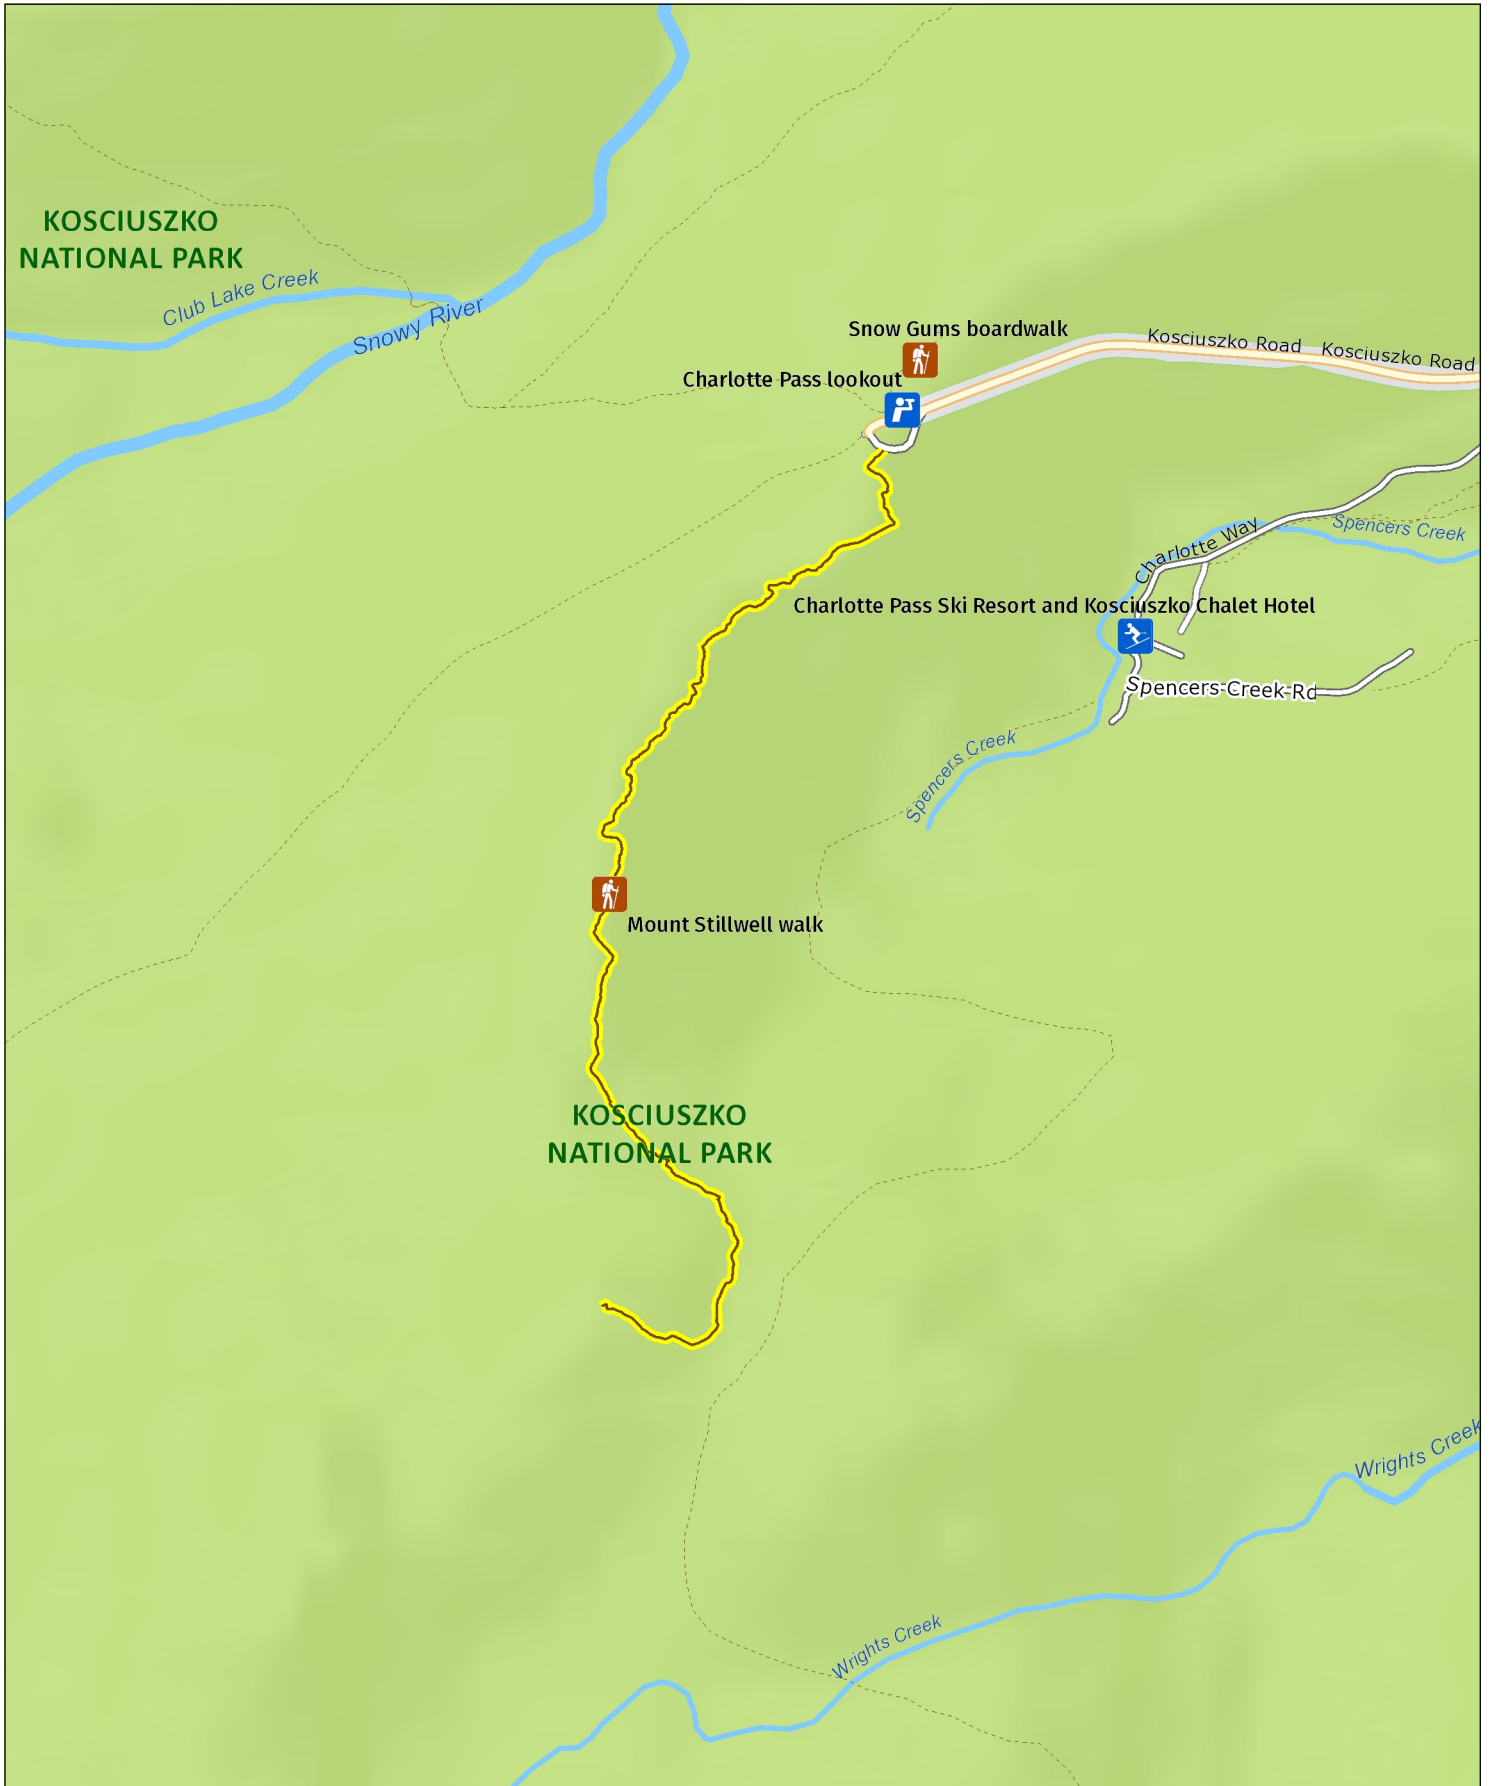 KOSCIUSZKO
NATIONAL PARK
Club Lake Creek
Snowy River
Snow Gums boardwalk
Kosciuszko Road
Kosciuszko Road
Charlotte Pass lookout
Charlotte Way
Spencers Creek
Charlotte Pass Ski Resort and Kosciuszko Chalet Hotel
Spencers Creek Rd
Spencers Creek
Mount Stillwell walk
KOSCIUSZKO
NATIONAL PARK
Wrights Creek
Wrights Creek